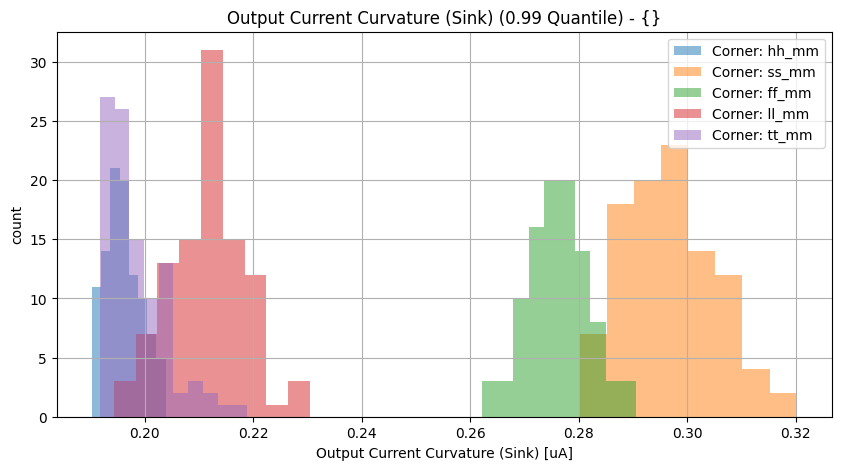 Output Current Curvature (Sink) (0.99 Quantile) - {}
Corner: hh_mm
Corner: ss_mm
Corner: ff_mm
Corner: ll_mm
Corner: tt_mm
count
30
25
20
15
10
5
0
0.20 0.22 0.24 0.26 0.28 0.30 0.32
Output Current Curvature (Sink) [uA]